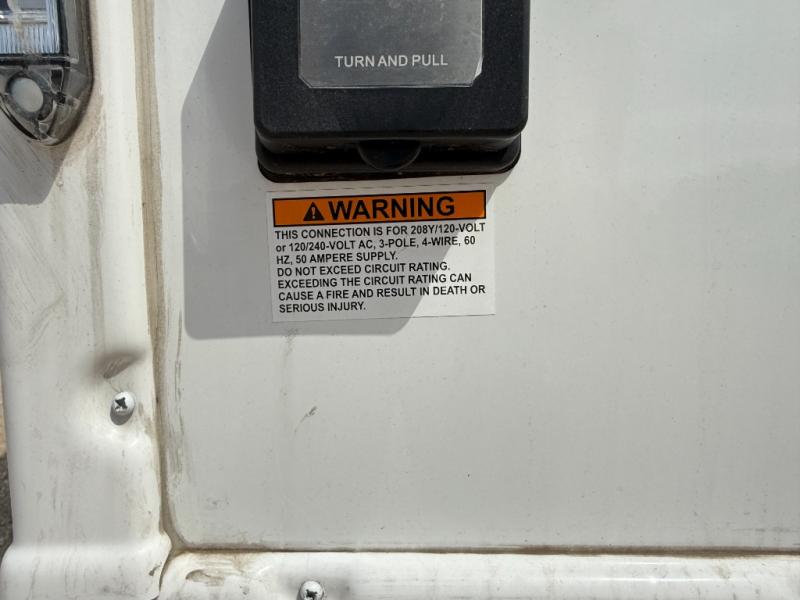 TURN AND PULL
WARNING
THIS CONNECTION IS FOR 208Y/120-VOLT
or 120/240-VOLT AC, 3-POLE, 4-WIRE, 60
HZ, 50 AMPERE SUPPLY.
DO NOT EXCEED CIRCUIT RATING.
EXCEEDING THE CIRCUIT RATING CAN
CAUSE A FIRE AND RESULT IN DEATH OR
SERIOUS INJURY.